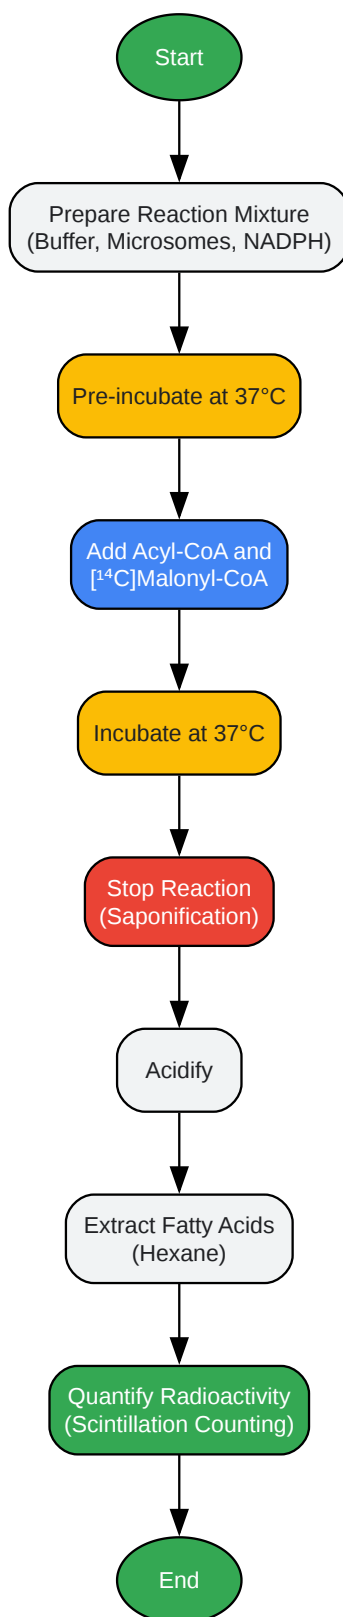 Start
Prepare Reaction Mixture
(Buffer, Microsomes, NADPH)
Pre-incubate at 37°C
Add Acyl-CoA and
[¹⁴C]Malonyl-CoA
Incubate at 37°C
Stop Reaction
(Saponification)
Acidify
Extract Fatty Acids
(Hexane)
Quantify Radioactivity
(Scintillation Counting)
End